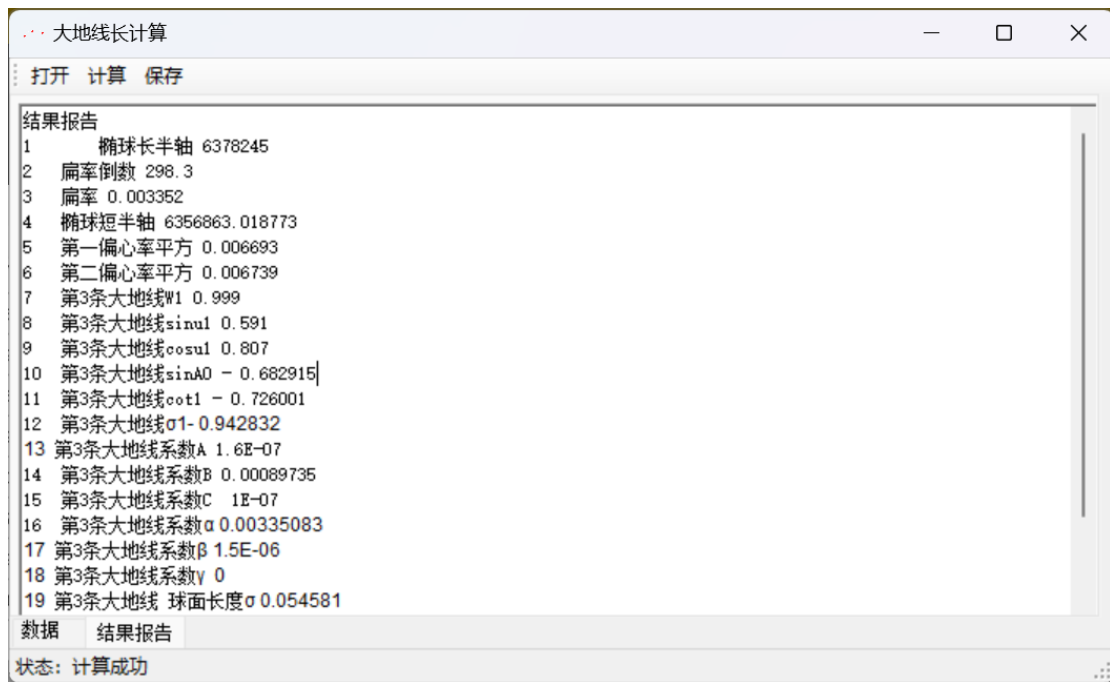 大地线长计算
打开 计算 保存
结果报告
1 椭球长半轴 6378245
2 扁率倒数 298.3
3 扁率 0.003352
4 椭球短半轴 6356863.018773
5 第一偏心率平方 0.006693
6 第二偏心率平方 0.006739
7 第3条大地线W1 0.999
8 第3条大地线sinu1 0.591
9 第3条大地线cosu1 0.807
10 第3条大地线sinA0 - 0.682915
11 第3条大地线cot1 - 0.726001
12 第3条大地线σ1- 0.942832
13 第3条大地线系数A 1.6E-07
14 第3条大地线系数B 0.00089735
15 第3条大地线系数C 1E-07
16 第3条大地线系数α 0.00335083
17 第3条大地线系数β 1.5E-06
18 第3条大地线系数γ 0
19 第3条大地线 球面长度σ 0.054581
数据 结果报告
状态: 计算成功